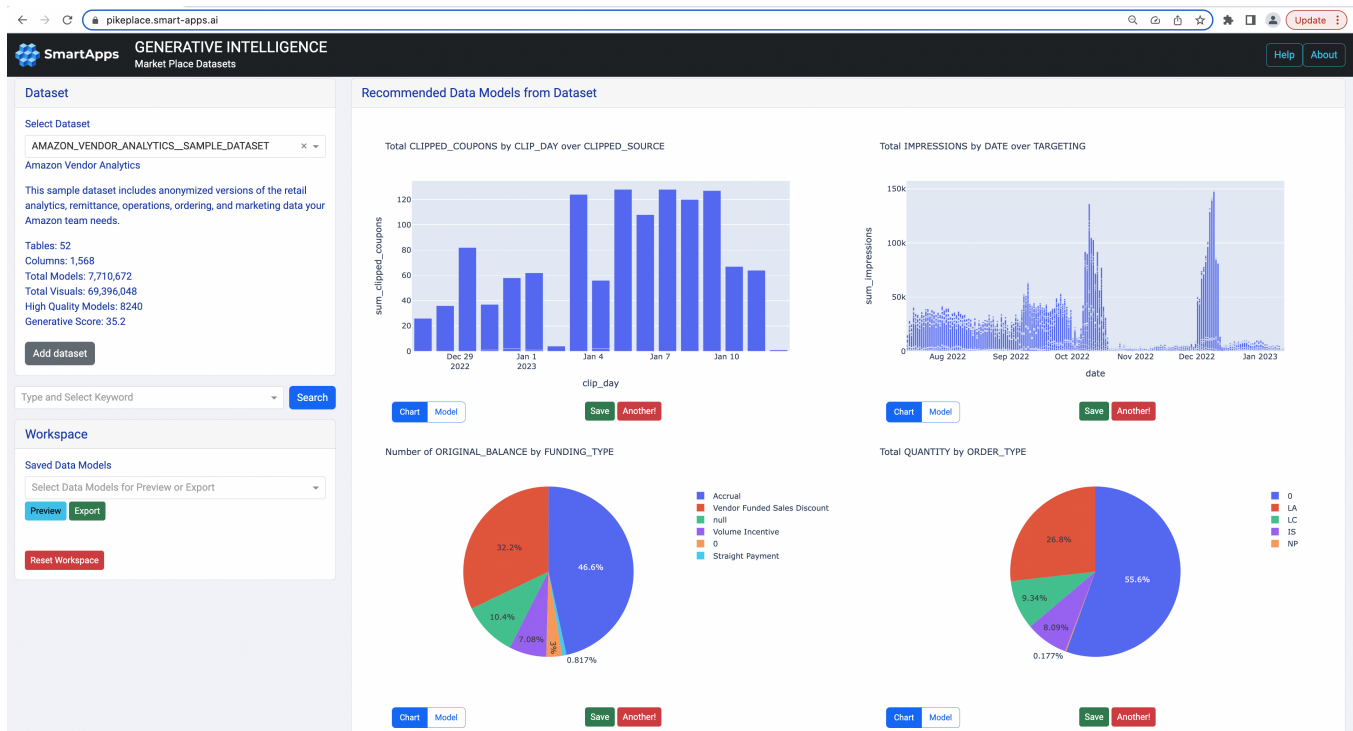 pikeplace.smart-apps.ai
Update
SmartApps
GENERATIVE INTELLIGENCE
Market Place Datasets
Help
About
Dataset
Select Dataset
AMAZON_VENDOR_ANALYTICS__SAMPLE_DATASET
Amazon Vendor Analytics
This sample dataset includes anonymized versions of the retail
analytics, remittance, operations, ordering, and marketing data your
Amazon team needs.
Tables: 52
Columns: 1,568
Total Models: 7,710,672
Total Visuals: 69,396,048
High Quality Models: 8240
Generative Score: 35.2
Add dataset
Type and Select Keyword
Search
Workspace
Saved Data Models
Select Data Models for Preview or Export
Preview
Export
Reset Workspace
Recommended Data Models from Dataset
Total CLIPPED_COUPONS by CLIP_DAY over CLIPPED_SOURCE
sum_clipped_coupons
120
100
80
60
40
20
0
Dec 29
2022
Jan 1
2023
Jan 4
Jan 7
Jan 10
clip_day
Chart
Model
Save
Another!
Total IMPRESSIONS by DATE over TARGETING
sum_impressions
150k
100k
50k
0
Aug 2022
Sep 2022
Oct 2022
Nov 2022
Dec 2022
Jan 2023
date
Chart
Model
Save
Another!
Number of ORIGINAL_BALANCE by FUNDING_TYPE
46.6%
32.2%
10.4%
7.08%
3%
0.817%
Accrual
Vendor Funded Sales Discount
null
Volume Incentive
0
Straight Payment
Chart
Model
Save
Another!
Total QUANTITY by ORDER_TYPE
55.6%
26.8%
9.34%
8.09%
0.177%
0
LA
LC
IS
NP
Chart
Model
Save
Another!